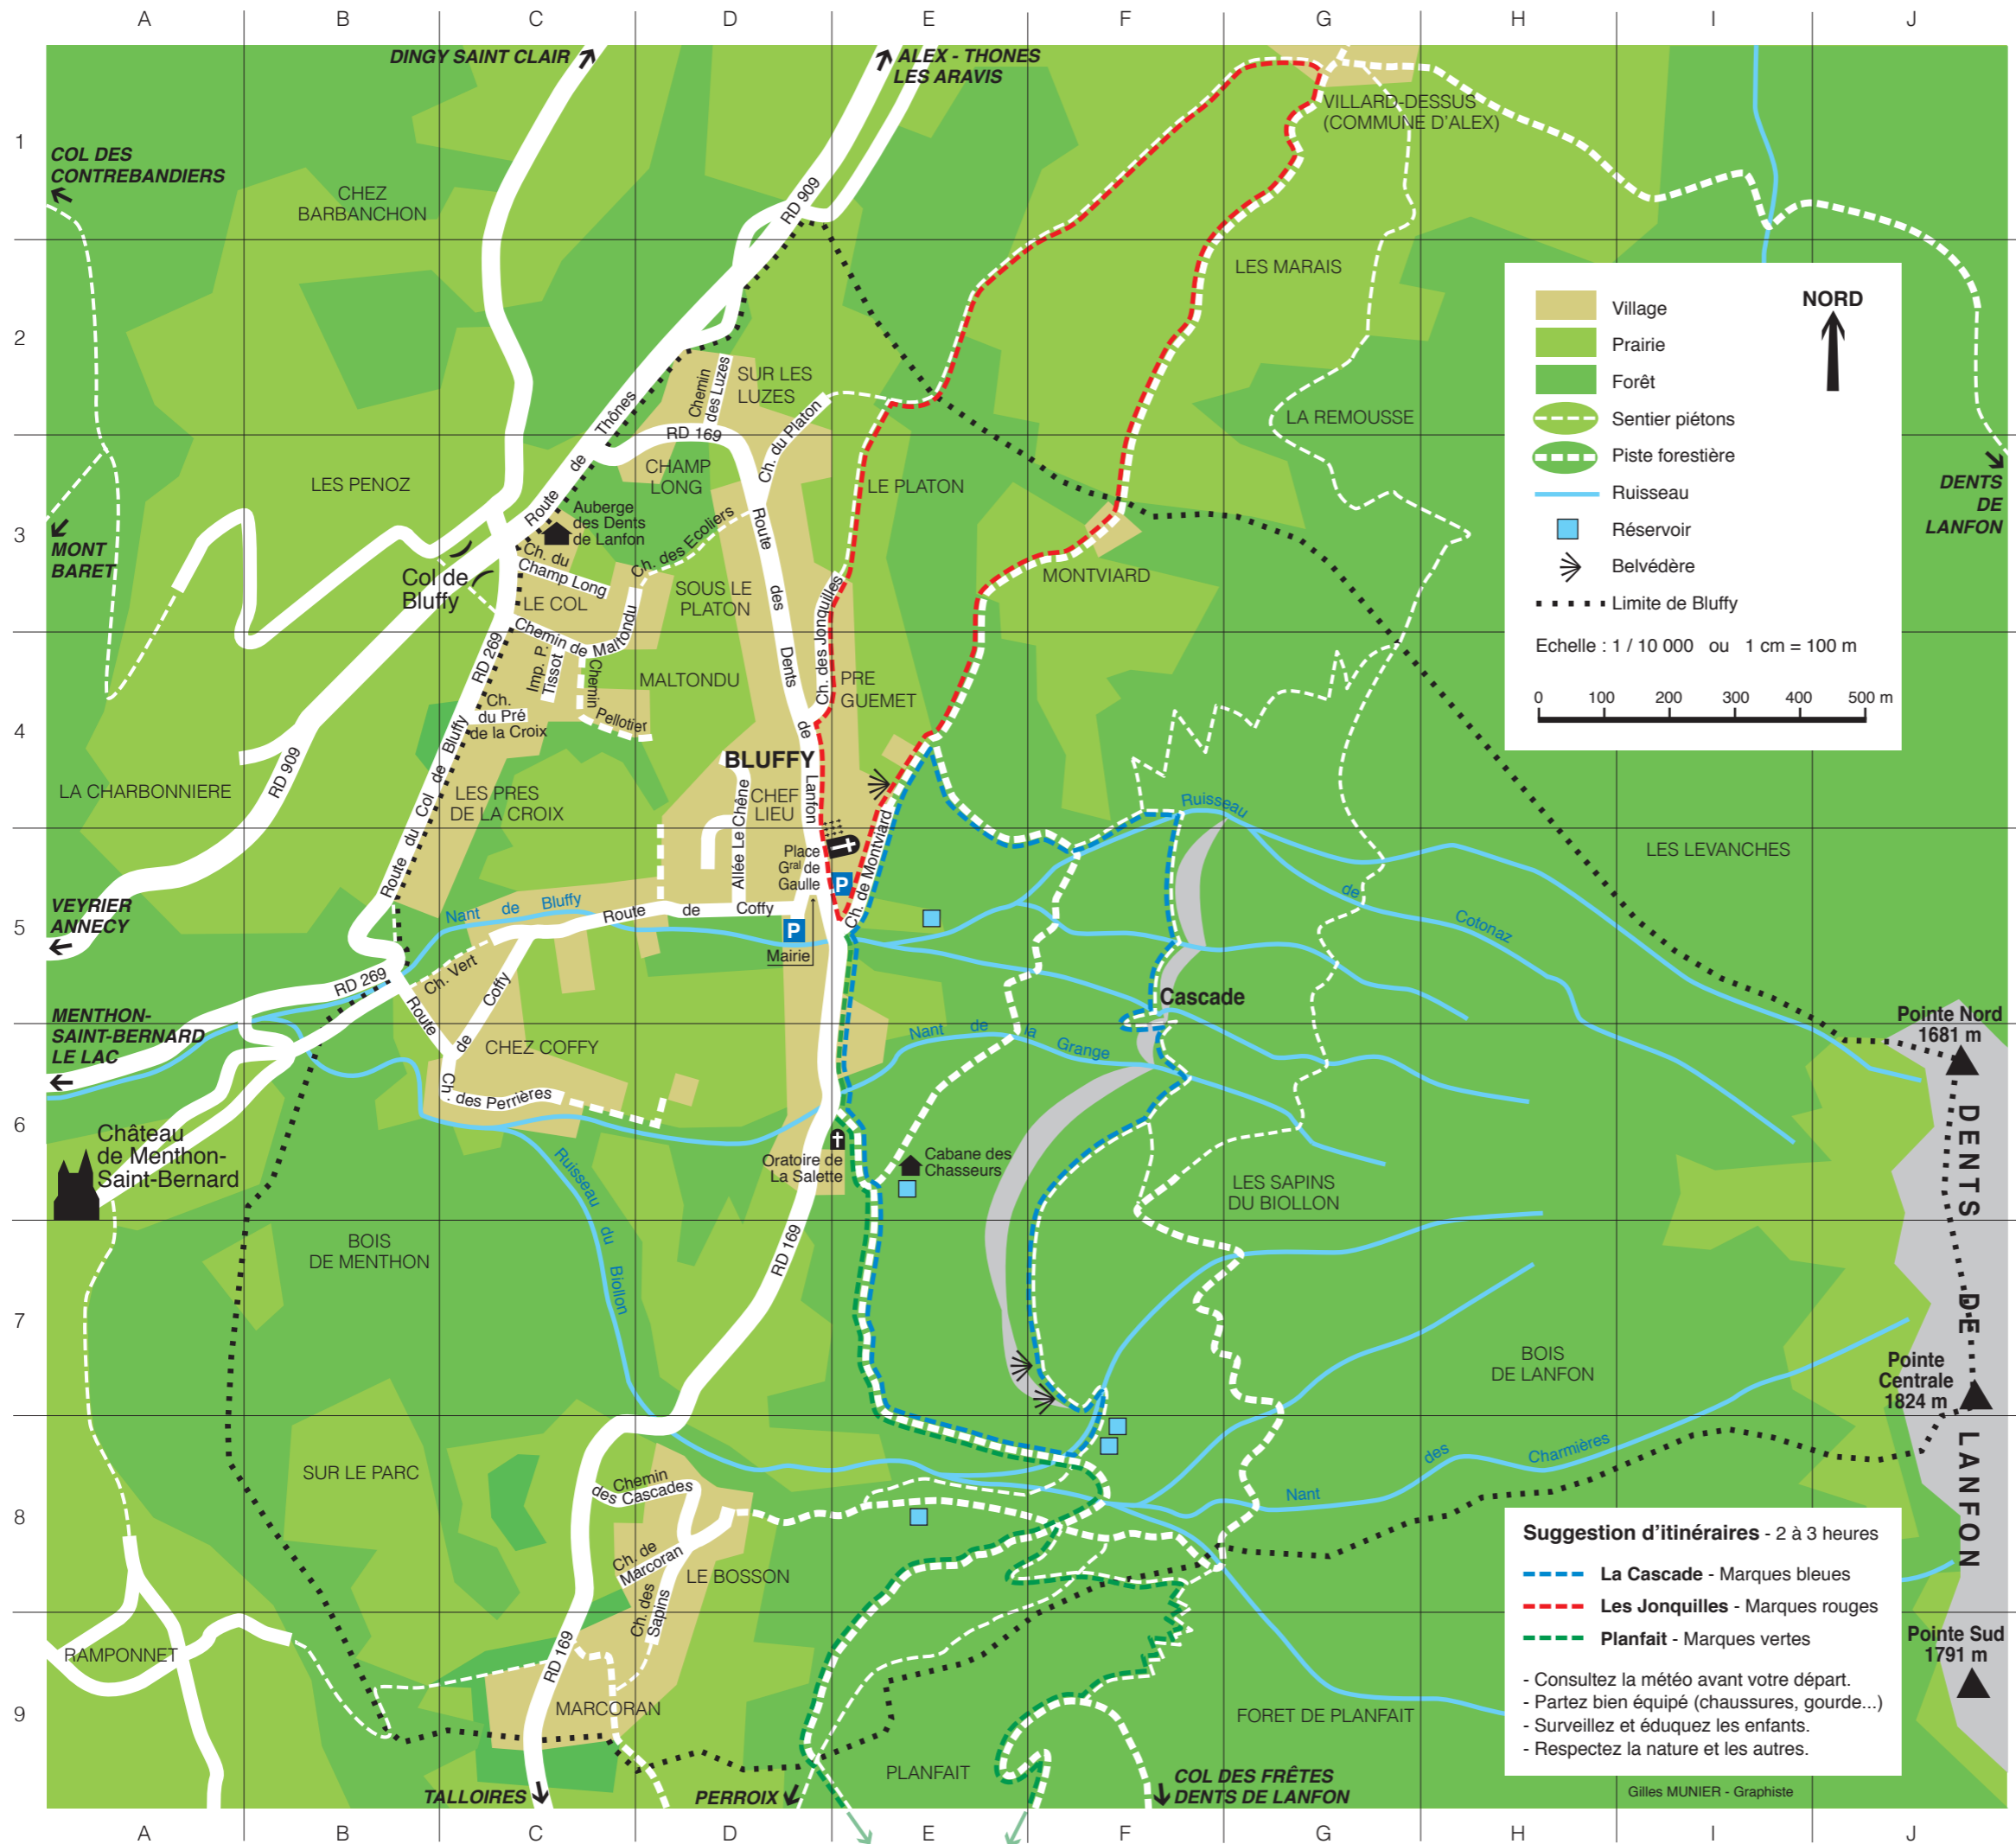 A B C D E F G H I J
DINGY SAINT CLAIR
ALEX - THONES
LES ARAVIS
VILLARD-DESSUS
(COMMUNE D'ALEX)
1
COL DES
CONTREBANDIERS
CHEZ
BARBANCHON
RD 909
LES MARAIS
2
SUR LES
LUZES
Chemin
des Luzes
Ch. du Platon
RD 169
LA REMOUSSE
Route de Thônes
CHAMP
LONG
LES PENOZ
LE PLATON
3
MONT
BARET
Auberge
des Dents
de Lanfon
Ch. du
Champ Long
Ch. des Ecoliers
Col de
Bluffy
LE COL
SOUS LE
PLATON
MONTVIARD
Route des Dents de Lanfon
Ch. des Jonquilles
Chemin de Maltondu
RD 269
Imp. P.
Tissot
Chemin
Pellotier
MALTONDU
PRE
GUEMET
Ch.
du Pré
de la Croix
4
BLUFFY
LA CHARBONNIERE
RD 909
Route du Col de Bluffy
LES PRES
DE LA CROIX
CHEF
LIEU
Allée Le Chêne
Place
Gral de
Gaulle
P
Ch. de Montviard
Ruisseau de Cotonaz
LES LEVANCHES
5
VEYRIER
ANNECY
Nant de Bluffy
Route de Coffy
P
Mairie
RD 269
Ch. Vert
Route de Coffy
Cascade
MENTHON-
SAINT-BERNARD
LE LAC
CHEZ COFFY
Nant de la Grange
Pointe Nord
1681 m
Ch. des Perrières
6
Château
de Menthon-
Saint-Bernard
Oratoire de
La Salette
Cabane des
Chasseurs
LES SAPINS
DU BIOLLON
Ruisseau du Biollon
BOIS
DE MENTHON
RD 169
7
BOIS
DE LANFON
Pointe
Centrale
1824 m
DENTS DE LANFON
SUR LE PARC
Chemin
des Cascades
Nant des Charmières
8
Ch. de
Marcoran
LE BOSSON
Ch. des
Sapins
RAMPONNET
RD 169
Pointe Sud
1791 m
9
MARCORAN
FORET DE PLANFAIT
PLANFAIT
TALLOIRES
PERROIX
COL DES FRÊTES
DENTS DE LANFON
NORD
Village
Prairie
Forêt
Sentier piétons
Piste forestière
Ruisseau
Réservoir
Belvédère
Limite de Bluffy
Echelle : 1 / 10 000 ou 1 cm = 100 m
0 100 200 300 400 500 m
DENTS
DE
LANFON
Suggestion d'itinéraires - 2 à 3 heures
La Cascade - Marques bleues
Les Jonquilles - Marques rouges
Planfait - Marques vertes
- Consultez la météo avant votre départ.
- Partez bien équipé (chaussures, gourde...)
- Surveillez et éduquez les enfants.
- Respectez la nature et les autres.
Gilles MUNIER - Graphiste
A B C D E F G H I J